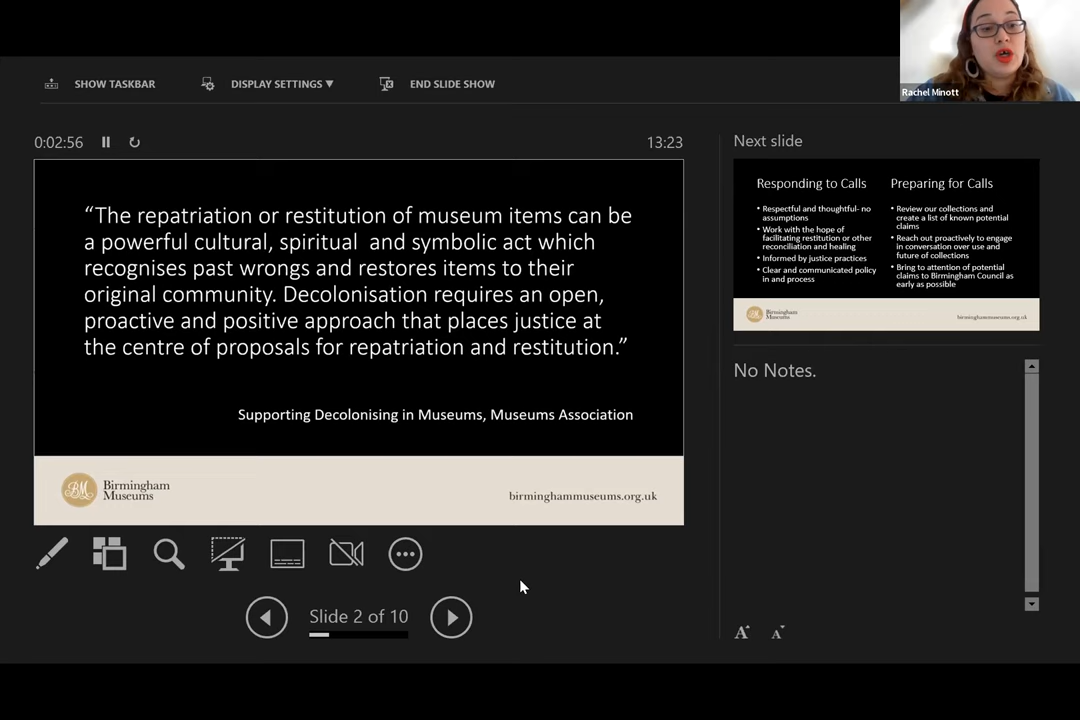 Rachel Minott
SHOW TASKBAR
DISPLAY SETTINGS ▼
END SLIDE SHOW
0:02:56
13:23
“The repatriation or restitution of museum items can be
a powerful cultural, spiritual and symbolic act which
recognises past wrongs and restores items to their
original community. Decolonisation requires an open,
proactive and positive approach that places justice at
the centre of proposals for repatriation and restitution.”
Supporting Decolonising in Museums, Museums Association
BM
Birmingham
Museums
birminghammuseums.org.uk
Slide 2 of 10
Next slide
Responding to Calls
• Respectful and thoughtful- no
assumptions
• Work with the hope of
facilitating restitution or other
reconciliation and healing
• Informed by justice practices
• Clear and communicated policy
in and process
Preparing for Calls
• Review our collections and
create a list of known potential
claims
• Reach out proactively to engage
in conversation over use and
future of collections
• Bring to attention of potential
claims to Birmingham Council as
early as possible
Birmingham
Museums
birminghammuseums.org.uk
No Notes.
A A